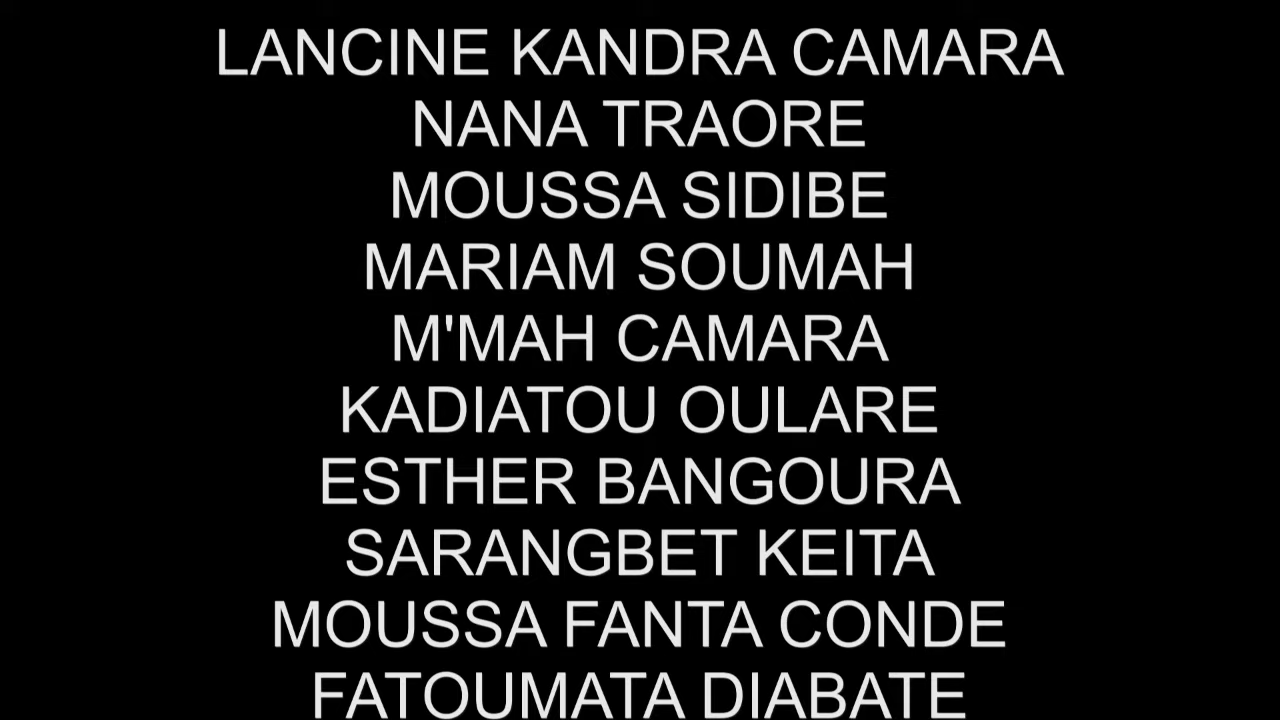 LANCINE KANDRA CAMARA
NANA TRAORE
MOUSSA SIDIBE
MARIAM SOUMAH
M'MAH CAMARA
KADIATOU OULARE
ESTHER BANGOURA
SARANGBET KEITA
MOUSSA FANTA CONDE
FATOUMATA DIABATE